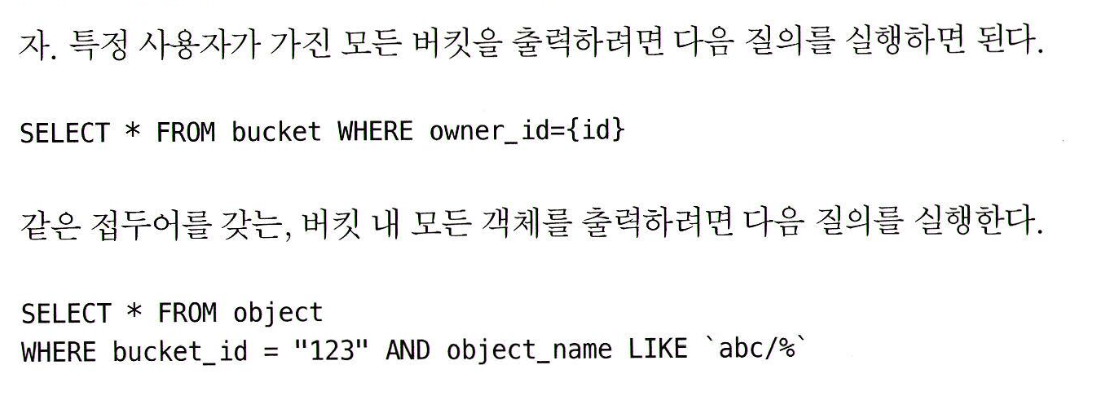 자. 특정 사용자가 가진 모든 버킷을 출력하려면 다음 질의를 실행하면 된다.
SELECT * FROM bucket WHERE owner_id={id}
같은 접두어를 갖는, 버킷 내 모든 객체를 출력하려면 다음 질의를 실행한다.
SELECT * FROM object
WHERE bucket_id = "123" AND object_name LIKE `abc/%`